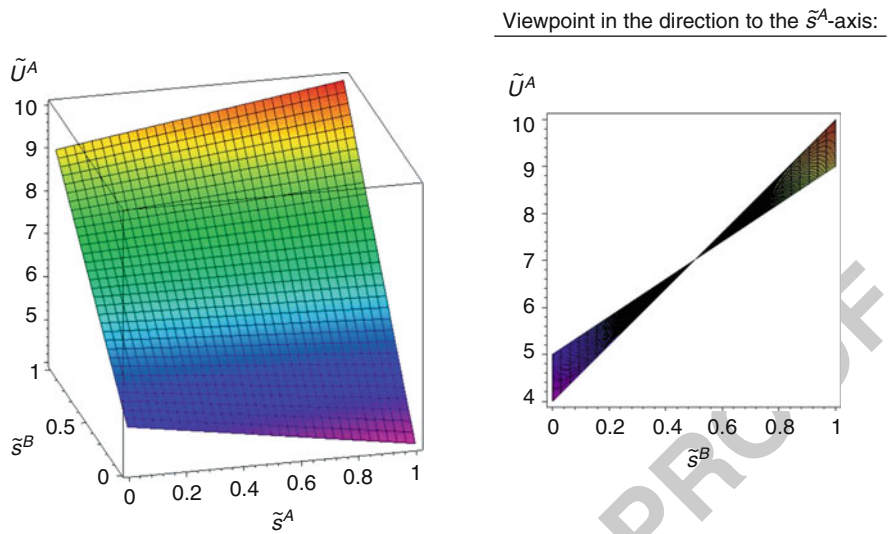 Viewpoint in the direction to the s̃ᴬ-axis:
Ũᴬ
10
9
8
7
6
5
1
0.5
0
s̃ᴮ
0 0.2 0.4 0.6 0.8 1
s̃ᴬ
Ũᴬ
10
9
8
7
6
5
4
0 0.2 0.4 0.6 0.8 1
s̃ᴮ
PROOF